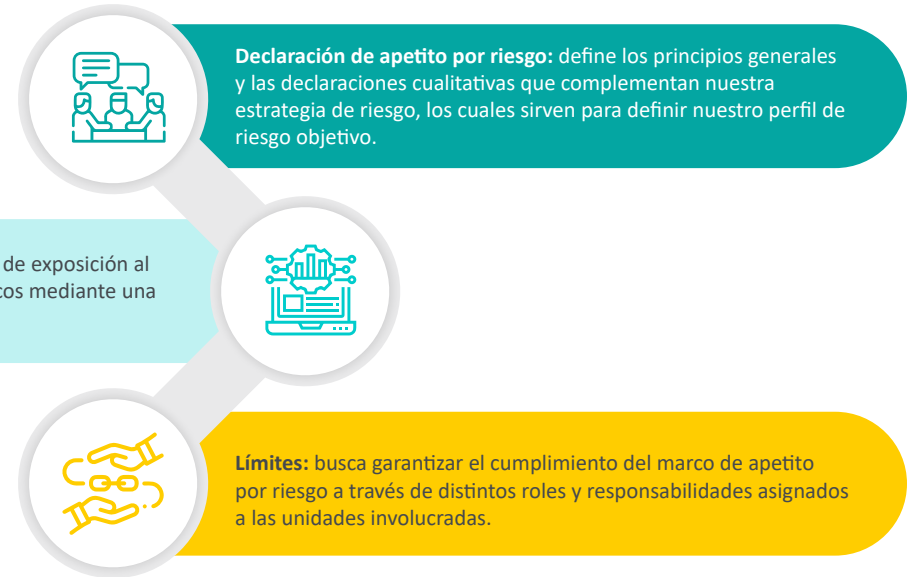 Declaración de apetito por riesgo: define los principios generales
y las declaraciones cualitativas que complementan nuestra
estrategia de riesgo, los cuales sirven para definir nuestro perfil de
riesgo objetivo.
de exposición al
cos mediante una
Límites: busca garantizar el cumplimiento del marco de apetito
por riesgo a través de distintos roles y responsabilidades asignados
a las unidades involucradas.